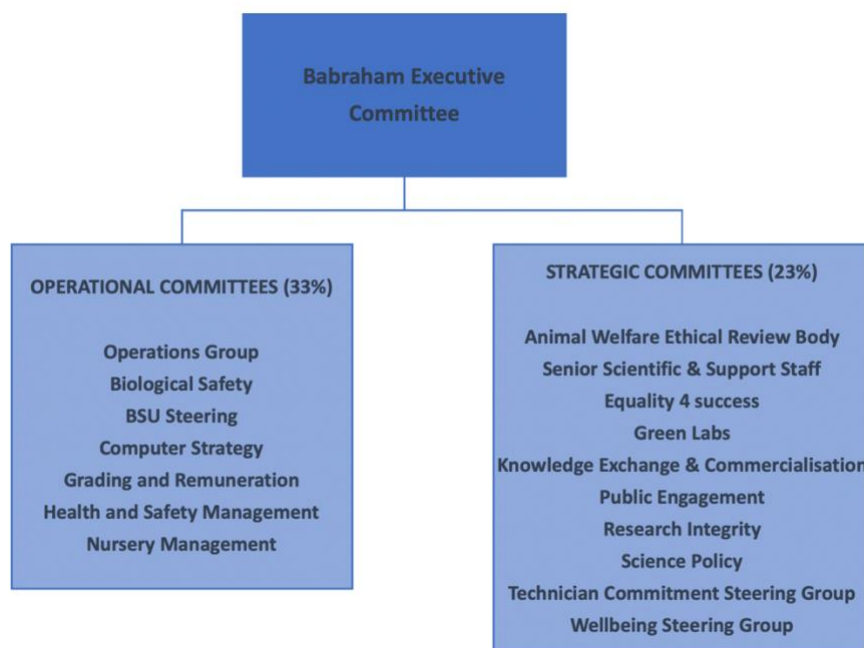 Babraham Executive
Committee
OPERATIONAL COMMITTEES (33%)
Operations Group
Biological Safety
BSU Steering
Computer Strategy
Grading and Remuneration
Health and Safety Management
Nursery Management
STRATEGIC COMMITTEES (23%)
Animal Welfare Ethical Review Body
Senior Scientific & Support Staff
Equality 4 success
Green Labs
Knowledge Exchange & Commercialisation
Public Engagement
Research Integrity
Science Policy
Technician Commitment Steering Group
Wellbeing Steering Group